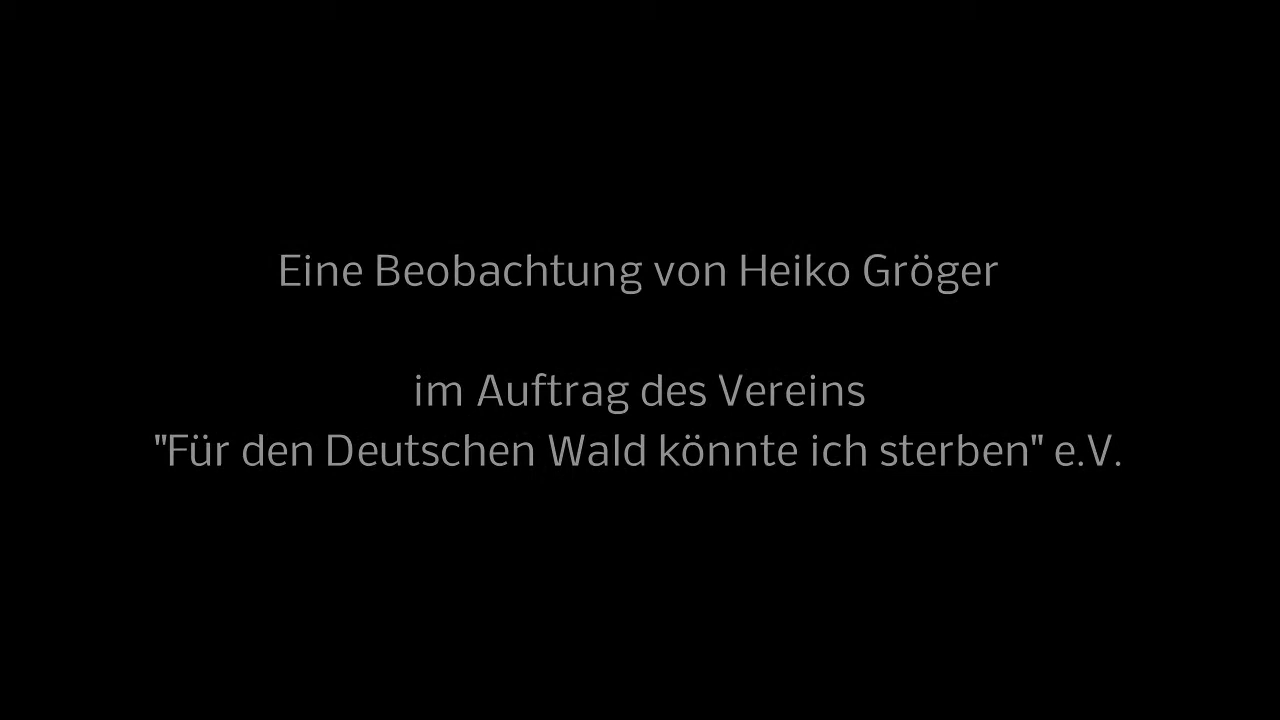 Eine Beobachtung von Heiko Gröger
im Auftrag des Vereins
"Für den Deutschen Wald könnte ich sterben" e.V.